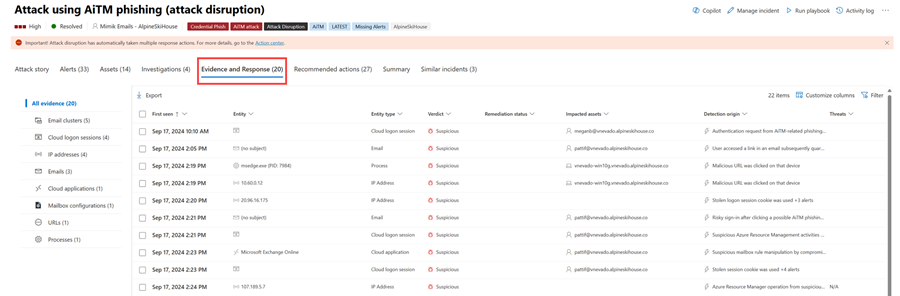 Attack using AiTM phishing (attack disruption)
High Resolved Mimik Emails - AlpineSkiHouse Credential Phish AiTM attack Attack Disruption AiTM LATEST Missing Alerts AlpineSkiHouse
Copilot Manage incident Run playbook Activity log ...
Important! Attack disruption has automatically taken multiple response actions. For more details, go to the Action center.
Attack story Alerts (33) Assets (14) Investigations (4) Evidence and Response (20) Recommended actions (27) Summary Similar incidents (3)
All evidence (20)
Email clusters (5)
Cloud logon sessions (4)
IP addresses (4)
Emails (3)
Cloud applications (1)
Mailbox configurations (1)
URLs (1)
Processes (1)
Export 22 items Customize columns Filter
First seen Entity Entity type Verdict Remediation status Impacted assets Detection origin Threats
Sep 17, 2024 10:10 AM Cloud logon session Suspicious meganb@vnevado.alpineskihouse.co Authentication request from AiTM-related phishing...
Sep 17, 2024 2:05 PM (no subject) Email Suspicious pattif@vnevado.alpineskihouse.co User accessed a link in an email subsequently quar...
Sep 17, 2024 2:19 PM msedge.exe (PID: 7984) Process Suspicious vnevado-win10g.vnevado.alpineskihouse.co Malicious URL was clicked on that device
Sep 17, 2024 2:19 PM 10.60.0.12 IP Address Suspicious vnevado-win10g.vnevado.alpineskihouse.co Malicious URL was clicked on that device
Sep 17, 2024 2:20 PM 20.96.16.175 IP Address Suspicious Stolen logon session cookie was used +3 alerts
Sep 17, 2024 2:21 PM (no subject) Email Suspicious pattif@vnevado.alpineskihouse.co Risky sign-in after clicking a possible AiTM phishin...
Sep 17, 2024 2:21 PM Cloud logon session Suspicious pattif@vnevado.alpineskihouse.co Suspicious Azure Resource Management activities...
Sep 17, 2024 2:23 PM Microsoft Exchange Online Cloud application Suspicious pattif@vnevado.alpineskihouse.co Suspicious mailbox rule manipulation by compromi...
Sep 17, 2024 2:23 PM Cloud logon session Suspicious pattif@vnevado.alpineskihouse.co Stolen session cookie was used +4 alerts
Sep 17, 2024 2:24 PM 107.189.5.7 IP Address Suspicious Azure Resource Manager operation from suspiciou... N/A